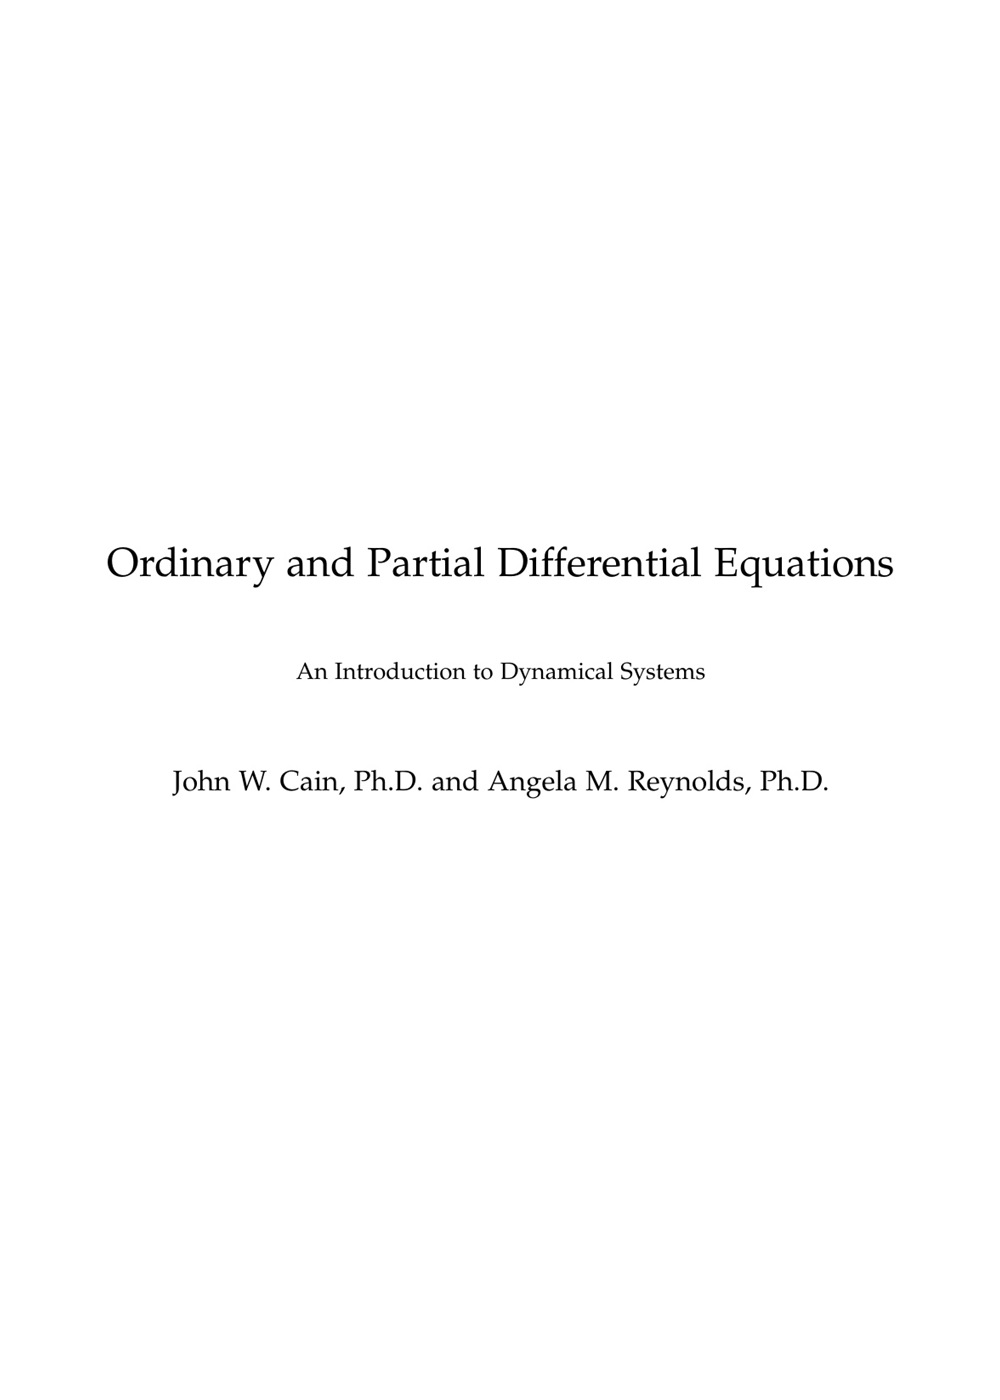 Ordinary and Partial Differential Equations
An Introduction to Dynamical Systems
John W. Cain, Ph.D. and Angela M. Reynolds, Ph.D.